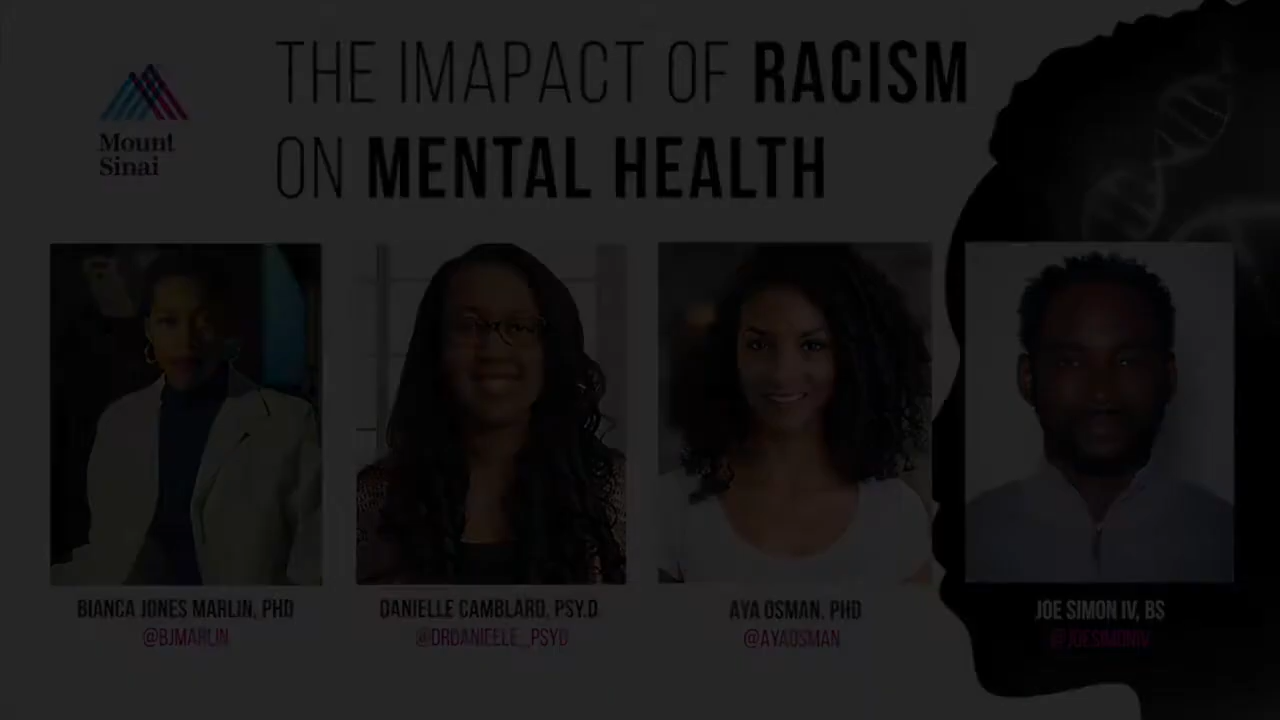 THE IMAPACT OF RACISM
ON MENTAL HEALTH
Mount
Sinai
BIANCA JONES MARLIN, PHD
@BJMARLIN
DANIELLE CAMBLARD, PSY.D.
@DRDANIELLE_PSYD
AYA OSMAN, PHD
@AYAOSMAN
JOE SIMON IV, BS
@JOESIMONIV